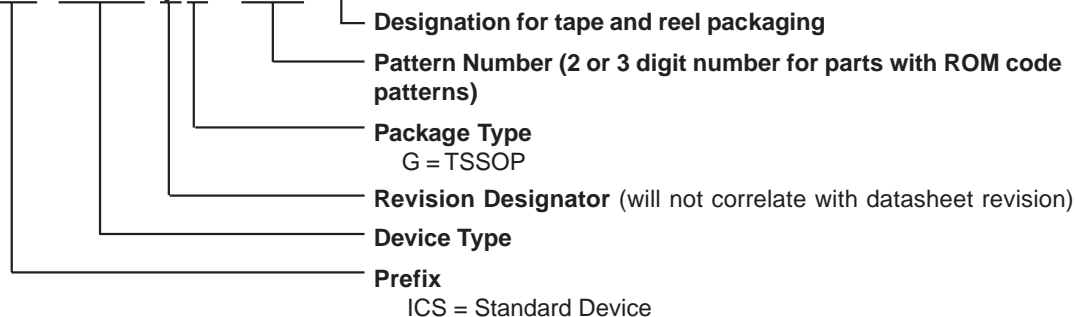 Designation for tape and reel packaging
Pattern Number (2 or 3 digit number for parts with ROM code
patterns)
Package Type
G = TSSOP
Revision Designator (will not correlate with datasheet revision)
Device Type
Prefix
ICS = Standard Device